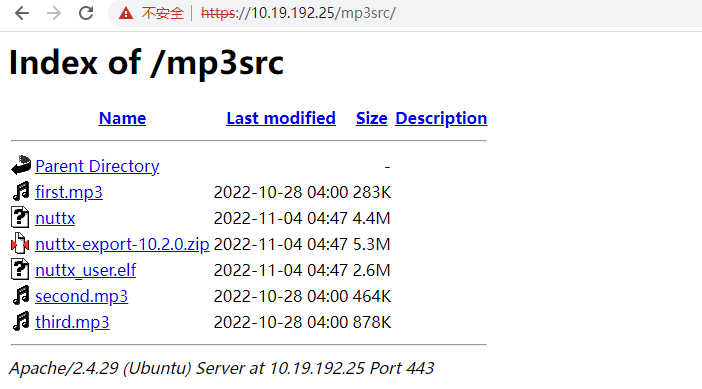 不安全 | https://10.19.192.25/mp3src/
Index of /mp3src
Name Last modified Size Description
Parent Directory -
first.mp3 2022-10-28 04:00 283K
nuttx 2022-11-04 04:47 4.4M
nuttx-export-10.2.0.zip 2022-11-04 04:47 5.3M
nuttx_user.elf 2022-11-04 04:47 2.6M
second.mp3 2022-10-28 04:00 464K
third.mp3 2022-10-28 04:00 878K
Apache/2.4.29 (Ubuntu) Server at 10.19.192.25 Port 443